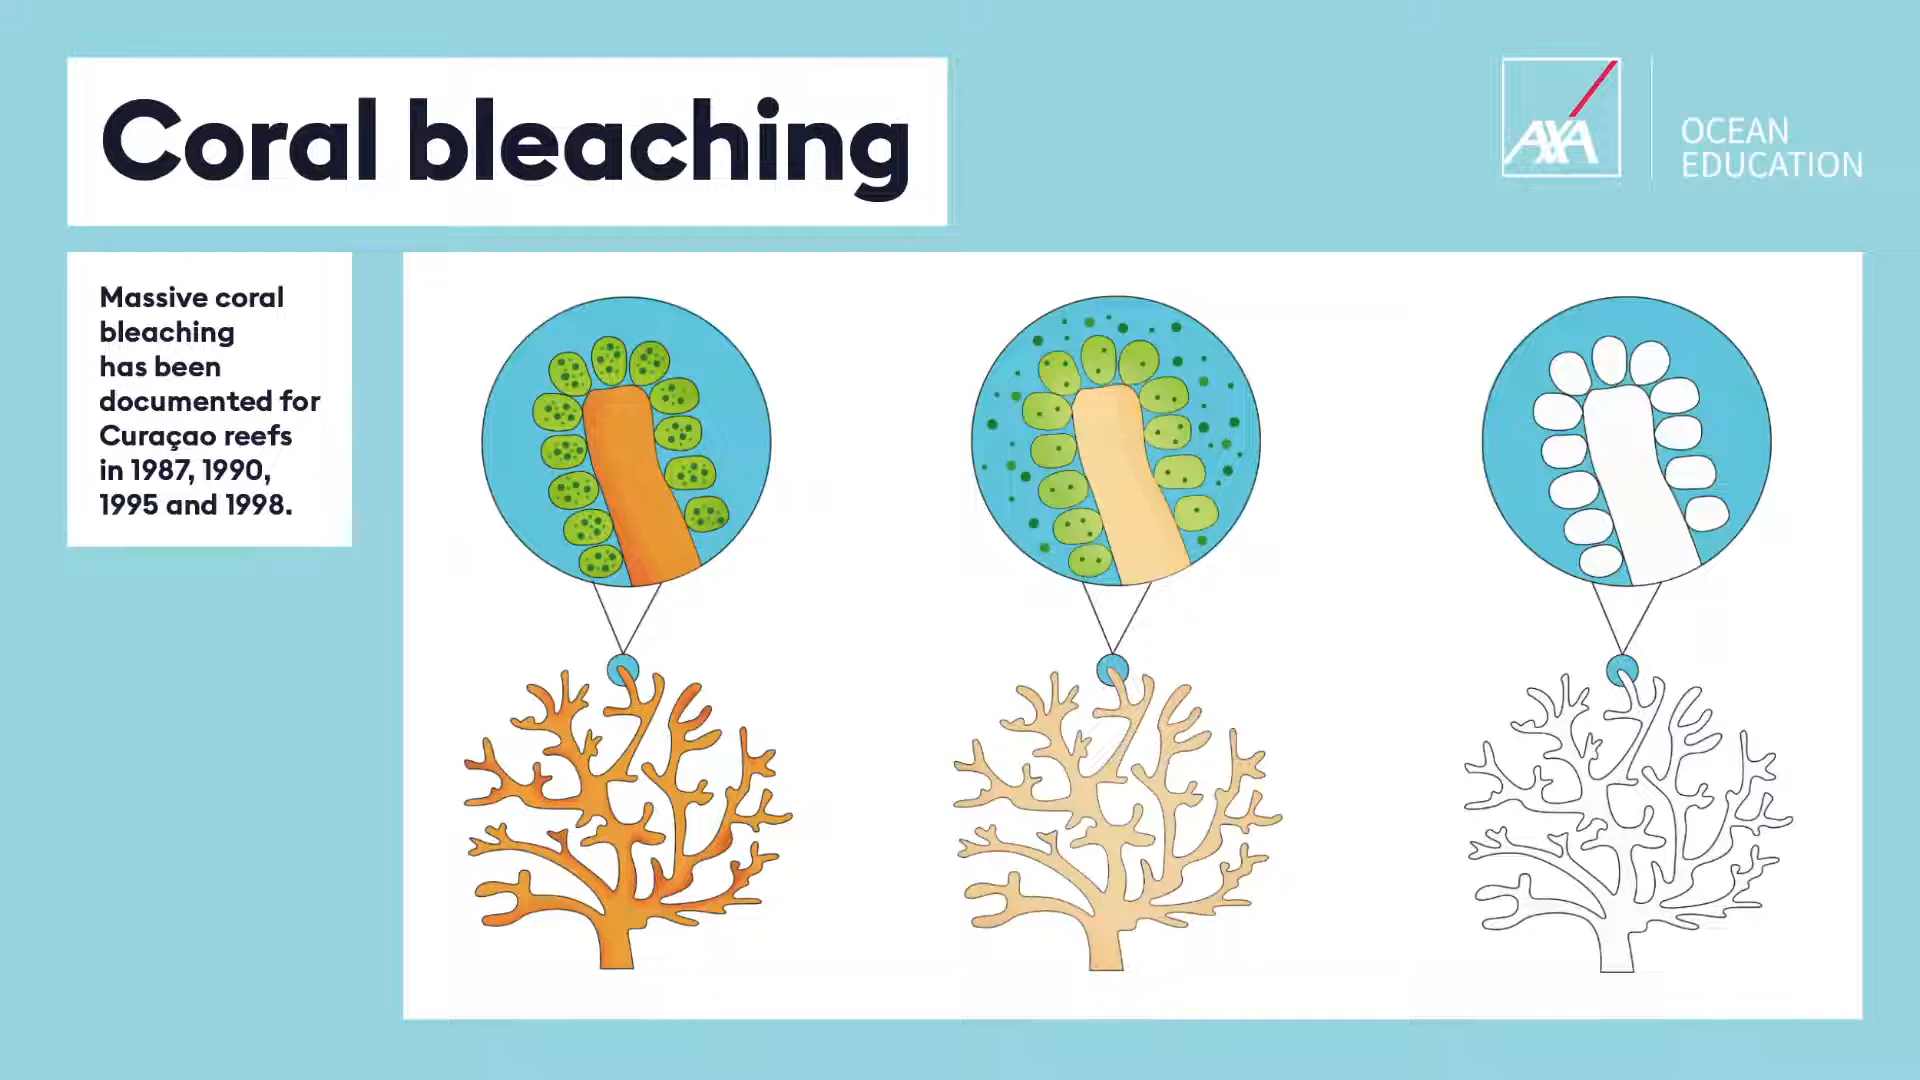 Coral bleaching
AXA
OCEAN
EDUCATION
Massive coral
bleaching
has been
documented for
Curaçao reefs
in 1987, 1990,
1995 and 1998.